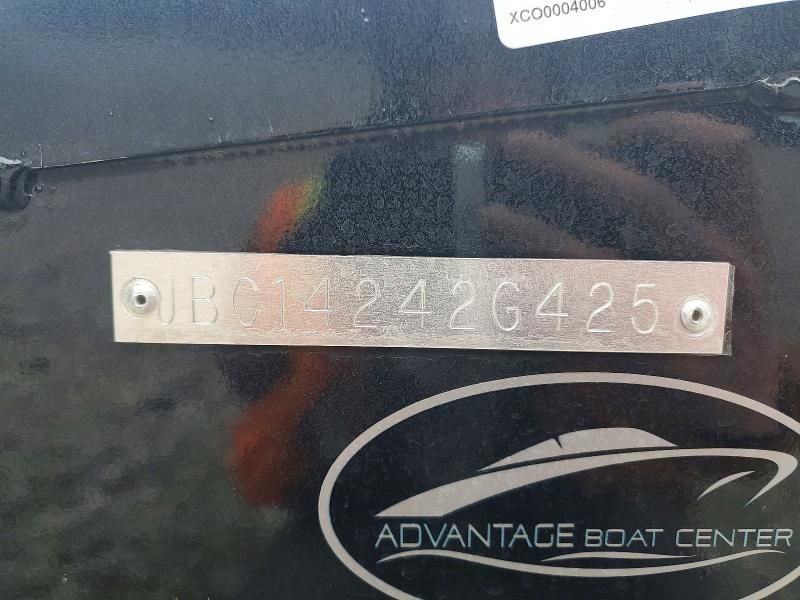 XCO0004006
JBC14242G425
ADVANTAGE BOAT CENTER